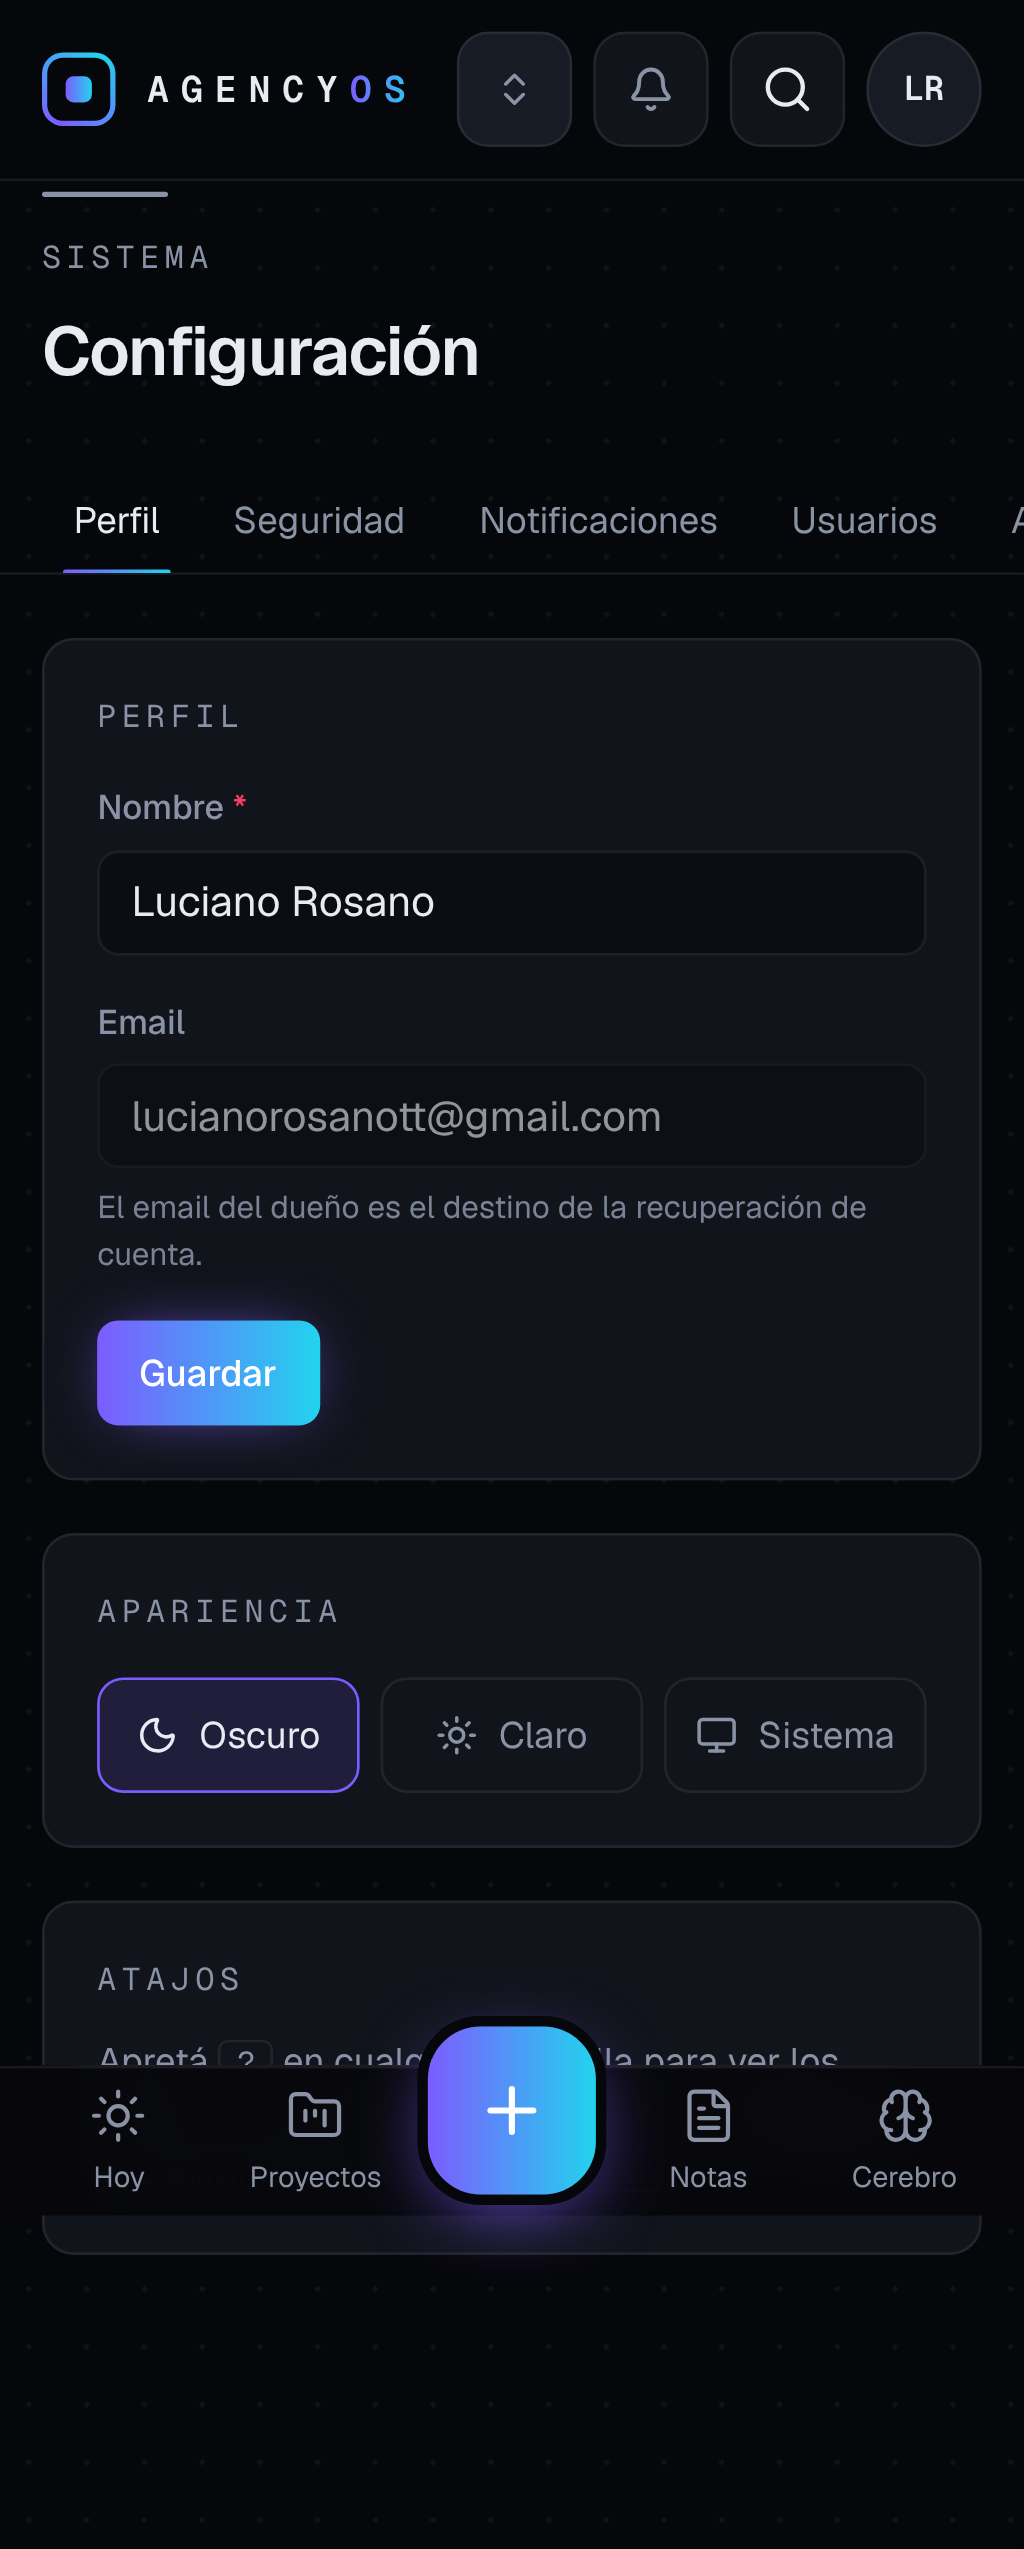 AGENCYOS
LR
SISTEMA
Configuración
Perfil Seguridad Notificaciones Usuarios
PERFIL
Nombre *
Luciano Rosano
Email
lucianorosanott@gmail.com
El email del dueño es el destino de la recuperación de
cuenta.
Guardar
APARIENCIA
Oscuro Claro Sistema
ATAJOS
Apretá ? en para ver los
Hoy Proyectos Notas Cerebro